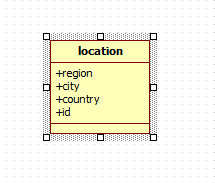 location
+region
+city
+country
+id